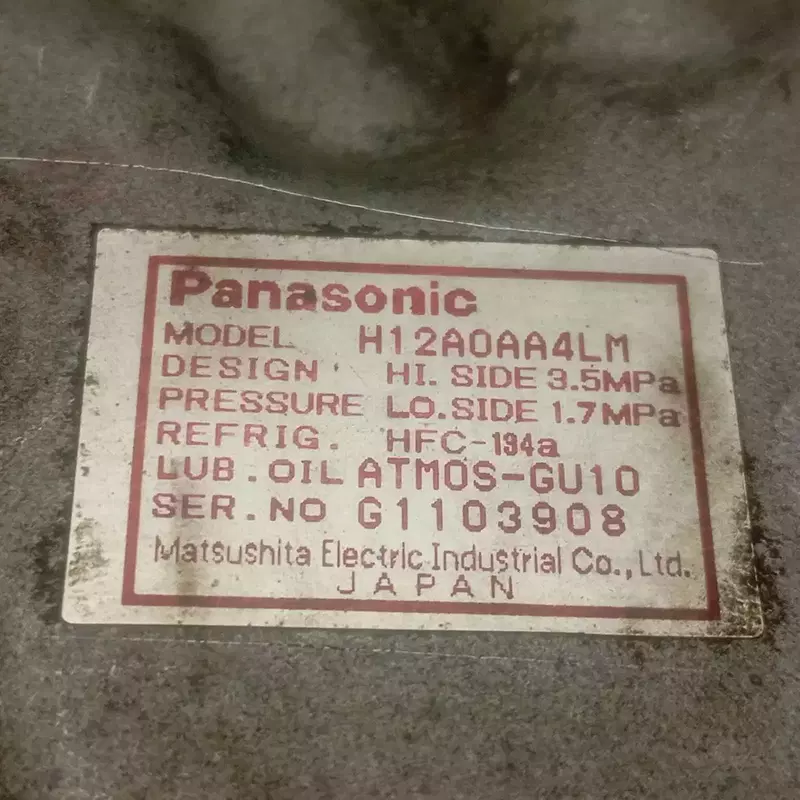 Panasonic
MODEL H12A0AA4LM
DESIGN HI. SIDE 3.5MPa
PRESSURE LO.SIDE 1.7MPa
REFRIG. HFC-134a
LUB.OIL ATMOS-GU10
SER.NO G1103908
Matsushita Electric Industrial Co.,Ltd.
JAPAN